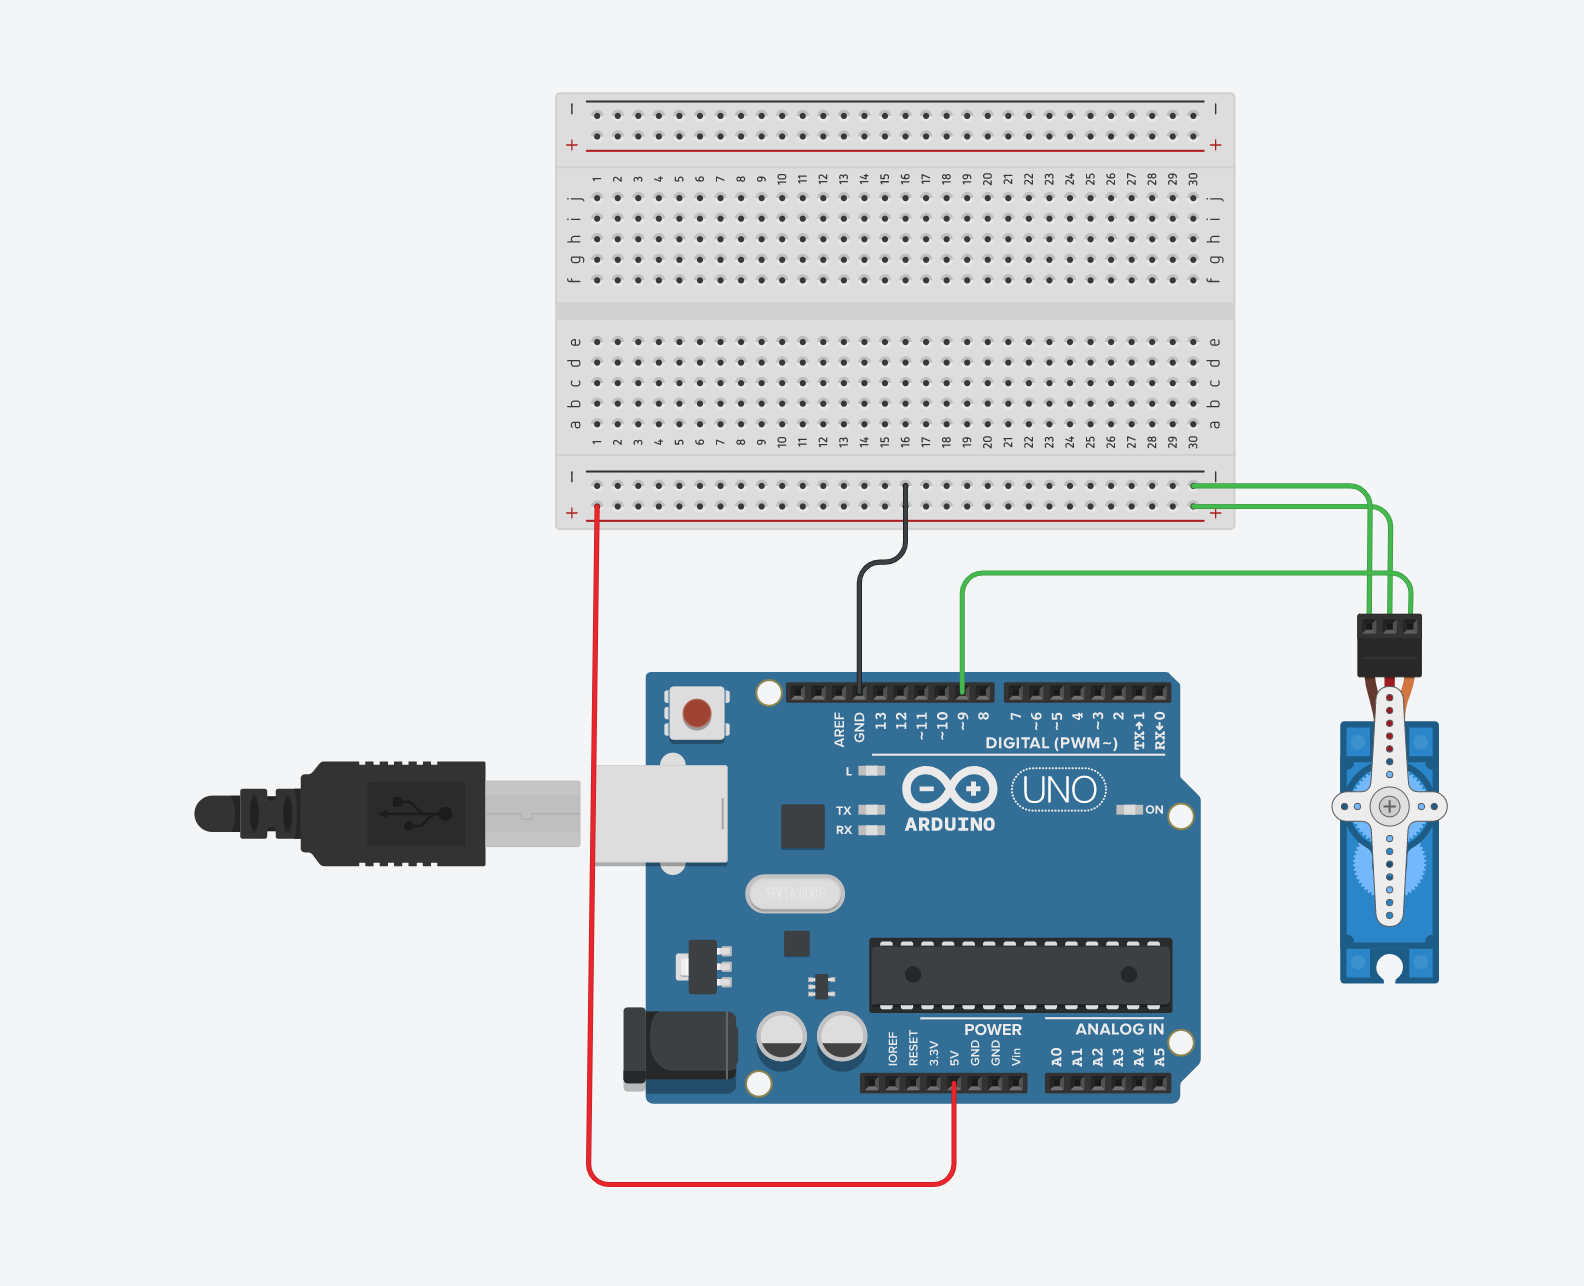 − −
+ +
1 2 3 4 5 6 7 8 9 10 11 12 13 14 15 16 17 18 19 20 21 22 23 24 25 26 27 28 29 30
j j
i i
h h
g g
f f
e e
d d
c c
b b
a a
1 2 3 4 5 6 7 8 9 10 11 12 13 14 15 16 17 18 19 20 21 22 23 24 25 26 27 28 29 30
− −
+ +
AREF GND 13 12 ~11 ~10 ~9 8 7 ~6 ~5 4 ~3 2 TX→1 RX←0
DIGITAL (PWM~)
L
UNO
TX
RX
ON
ARDUINO
SPK16.000G
POWER
ANALOG IN
IOREF RESET 3.3V 5V GND GND Vin A0 A1 A2 A3 A4 A5